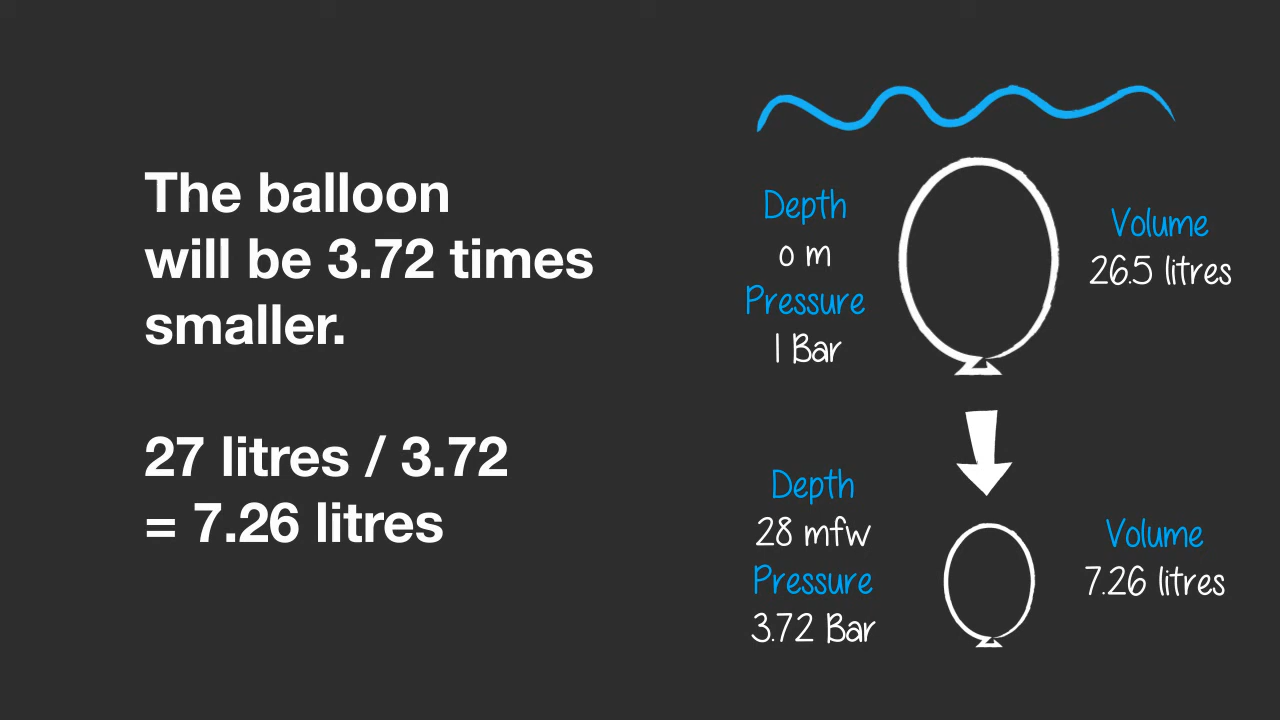 The balloon
will be 3.72 times
smaller.
27 litres / 3.72
= 7.26 litres
Depth
0 m
Pressure
1 Bar
Volume
26.5 litres
Depth
28 mfw
Pressure
3.72 Bar
Volume
7.26 litres